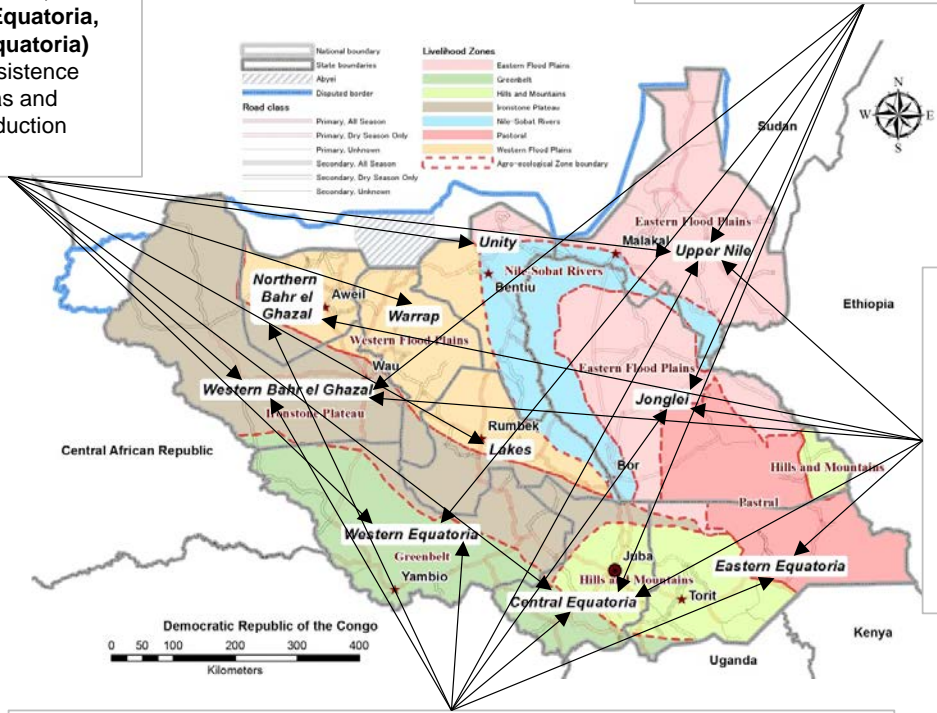 Equatoria,
quatoria)
sistence
as and
duction
National boundary
State boundaries
Abyei
Disputed border
Road class
Primary, All Season
Primary, Dry Season Only
Primary, Unknown
Secondary, All Season
Secondary, Dry Season Only
Secondary, Unknown
Livelihood Zones
Eastern Flood Plains
Greenbelt
Hills and Mountains
Ironstone Plateau
Nile-Sobat Rivers
Pastoral
Western Flood Plains
Agro-ecological Zone boundary
N
W E
S
Sudan
Eastern Flood Plains
Malakal
Unity
Upper Nile
Nile-Sobat Rivers
Bentiu
Northern
Bahr el
Ghazal
Aweil
Warrap
Ethiopia
Western Flood Plains
Wau
Eastern Flood Plains
Western Bahr el Ghazal
Jonglei
Ironstone Plateau
Rumbek
Lakes
Central African Republic
Bor
Hills and Mountains
Pastral
Western Equatoria
Greenbelt
Juba
Eastern Equatoria
Yambio
Hills and Mountains
Torit
Central Equatoria
Democratic Republic of the Congo
Kenya
0 50 100 200 300 400
Kilometers
Uganda